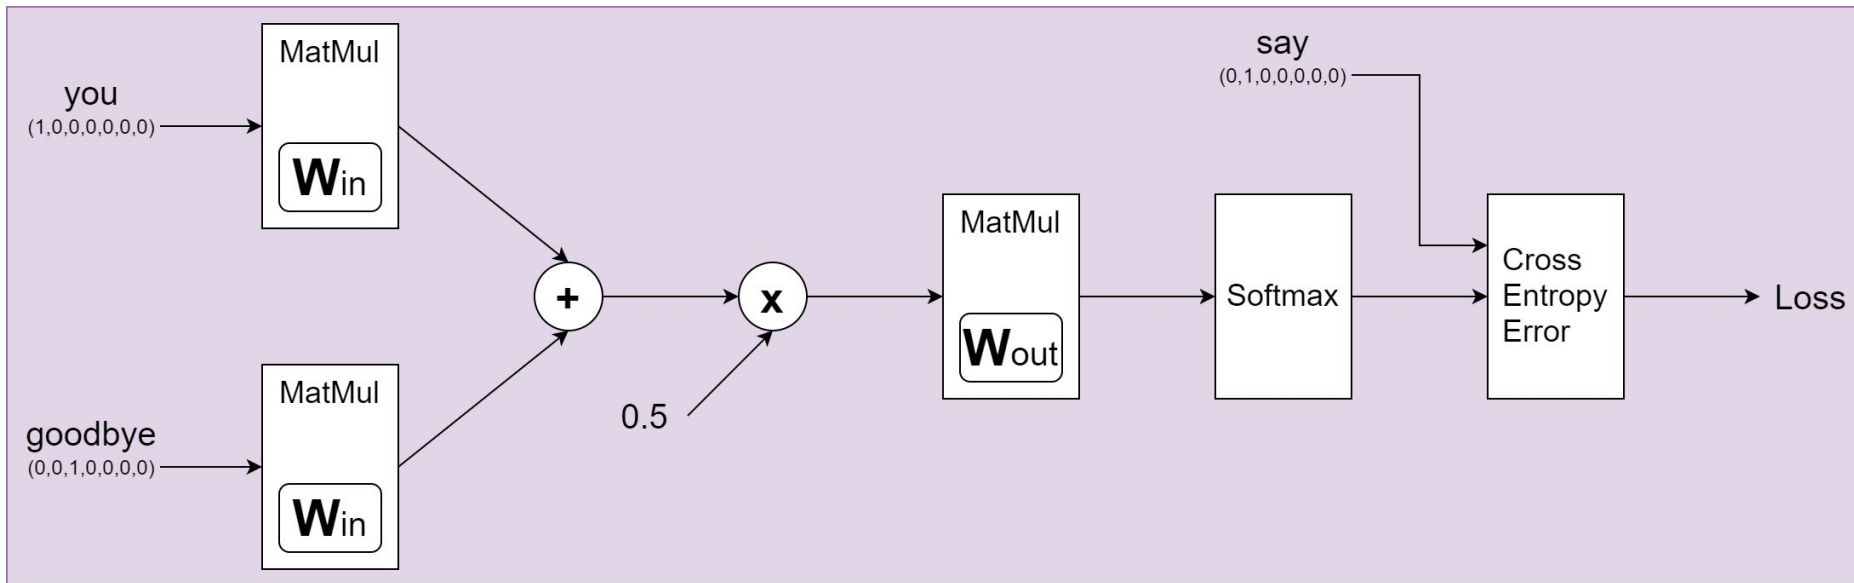 MatMul
you
(1,0,0,0,0,0,0)
Win
say
(0,1,0,0,0,0,0)
MatMul
Wout
+
x
Softmax
Cross
Entropy
Error
Loss
0.5
MatMul
goodbye
(0,0,1,0,0,0,0)
Win